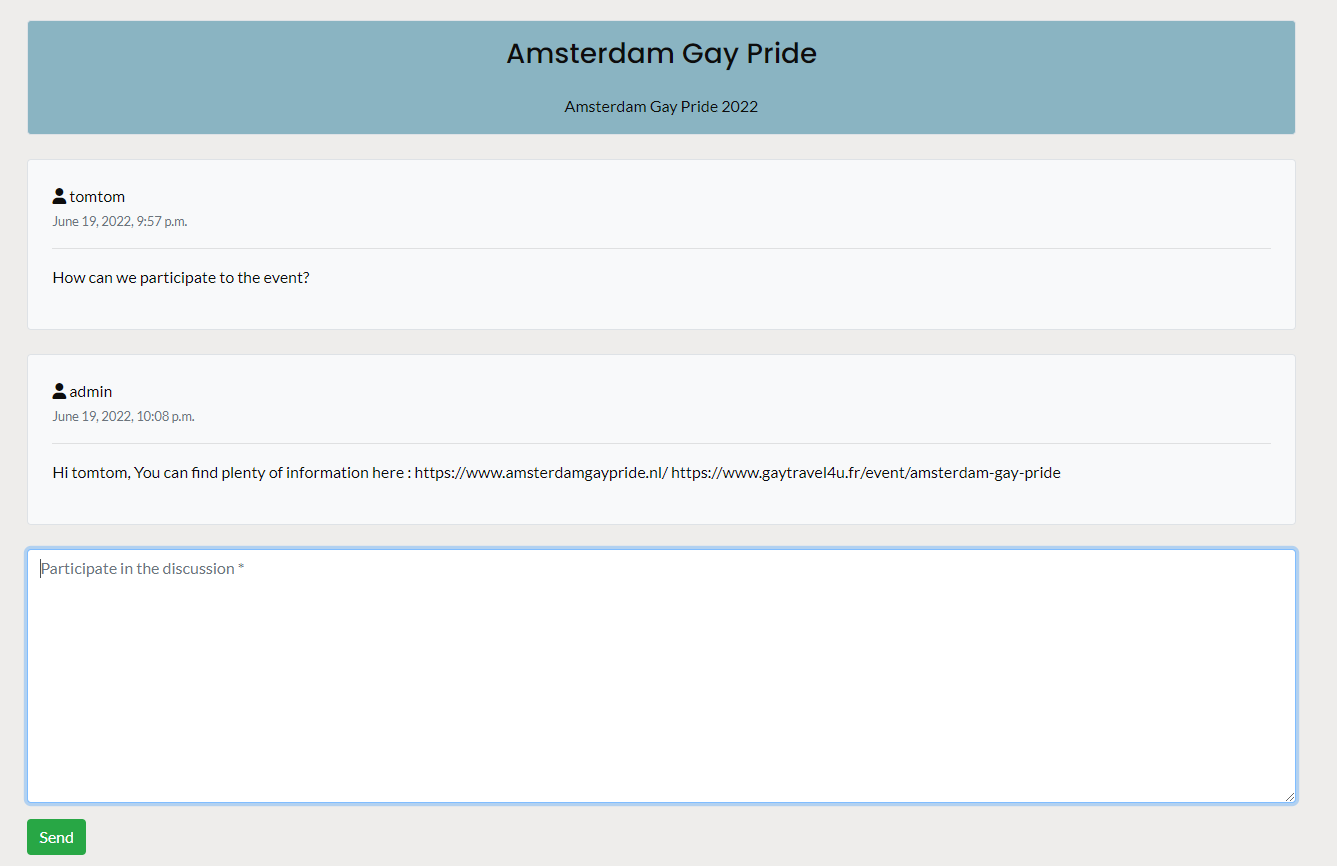 Amsterdam Gay Pride
Amsterdam Gay Pride 2022
tomtom
June 19, 2022, 9:57 p.m.
How can we participate to the event?
admin
June 19, 2022, 10:08 p.m.
Hi tomtom, You can find plenty of information here : https://www.amsterdamgaypride.nl/ https://www.gaytravel4u.fr/event/amsterdam-gay-pride
Participate in the discussion *
Send